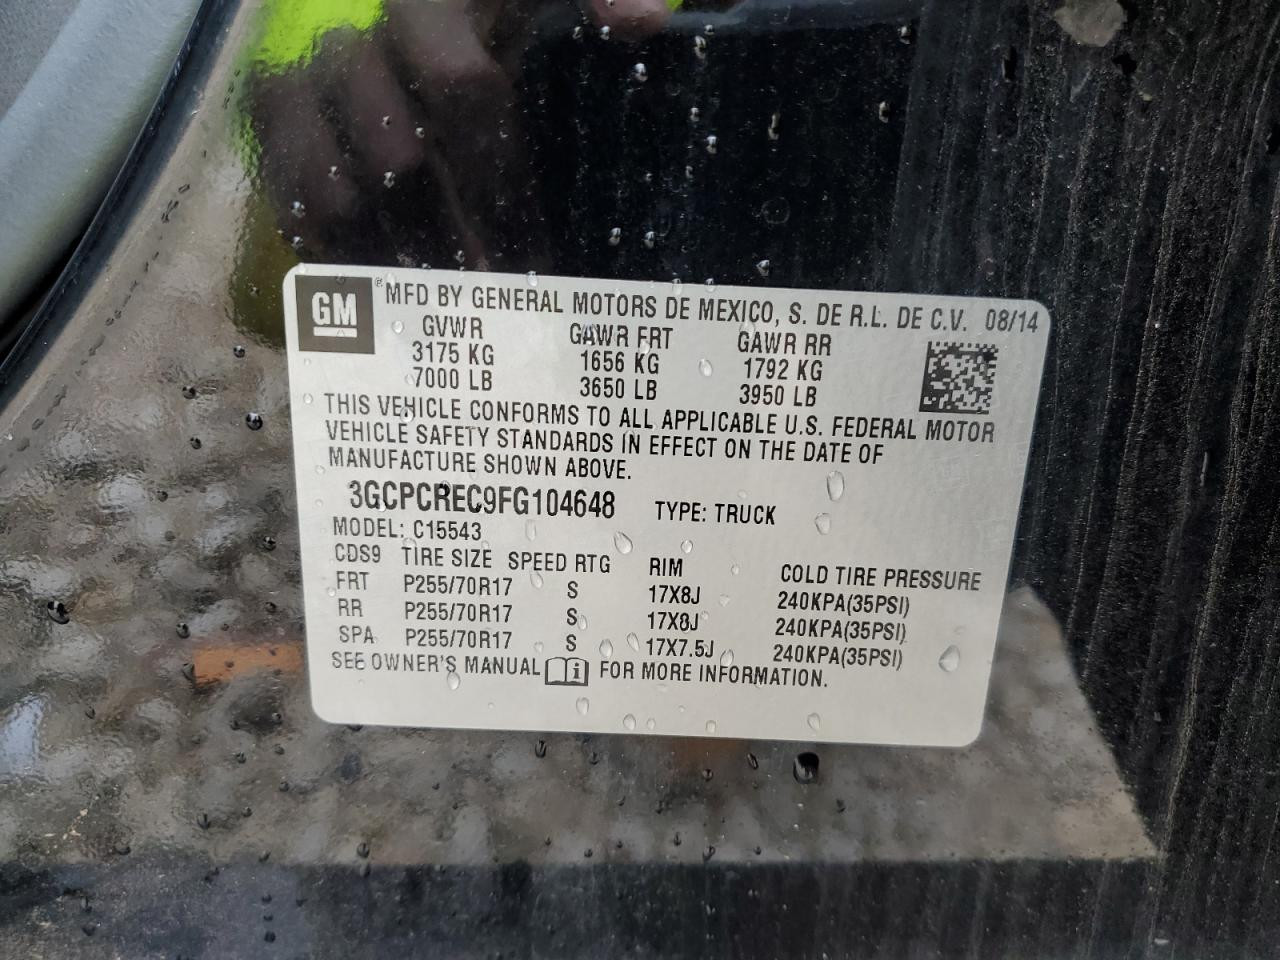 GM ® MFD BY GENERAL MOTORS DE MEXICO, S. DE R.L. DE C.V. 08/14
GVWR GAWR FRT GAWR RR
3175 KG 1656 KG 1792 KG
7000 LB 3650 LB 3950 LB
THIS VEHICLE CONFORMS TO ALL APPLICABLE U.S. FEDERAL MOTOR
VEHICLE SAFETY STANDARDS IN EFFECT ON THE DATE OF
MANUFACTURE SHOWN ABOVE.
3GCPCREC9FG104648 TYPE: TRUCK
MODEL: C15543
CDS9 TIRE SIZE SPEED RTG RIM COLD TIRE PRESSURE
FRT P255/70R17 S 17X8J 240KPA(35PSI)
RR P255/70R17 S 17X8J 240KPA(35PSI)
SPA P255/70R17 S 17X7.5J 240KPA(35PSI)
SEE OWNER'S MANUAL i FOR MORE INFORMATION.